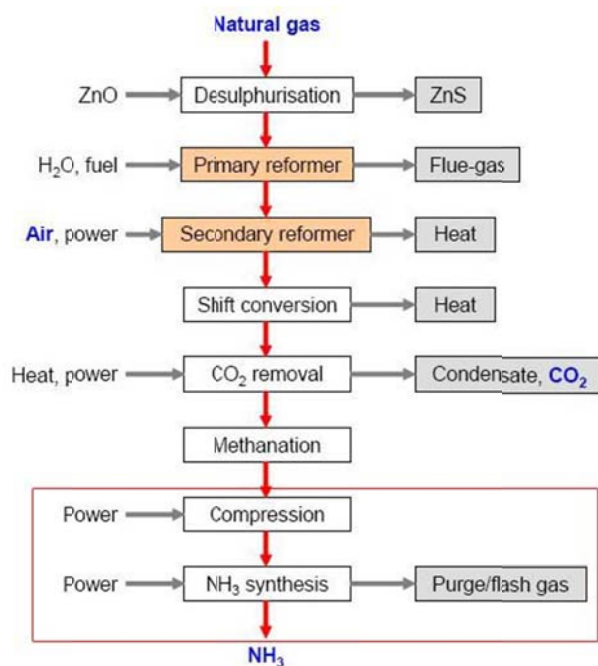 Natural gas
ZnO Desulphurisation ZnS
H₂O, fuel Primary reformer Flue-gas
Air, power Secondary reformer Heat
Shift conversion Heat
Heat, power CO₂ removal Condensate, CO₂
Methanation
Power Compression
Power NH₃ synthesis Purge/flash gas
NH₃